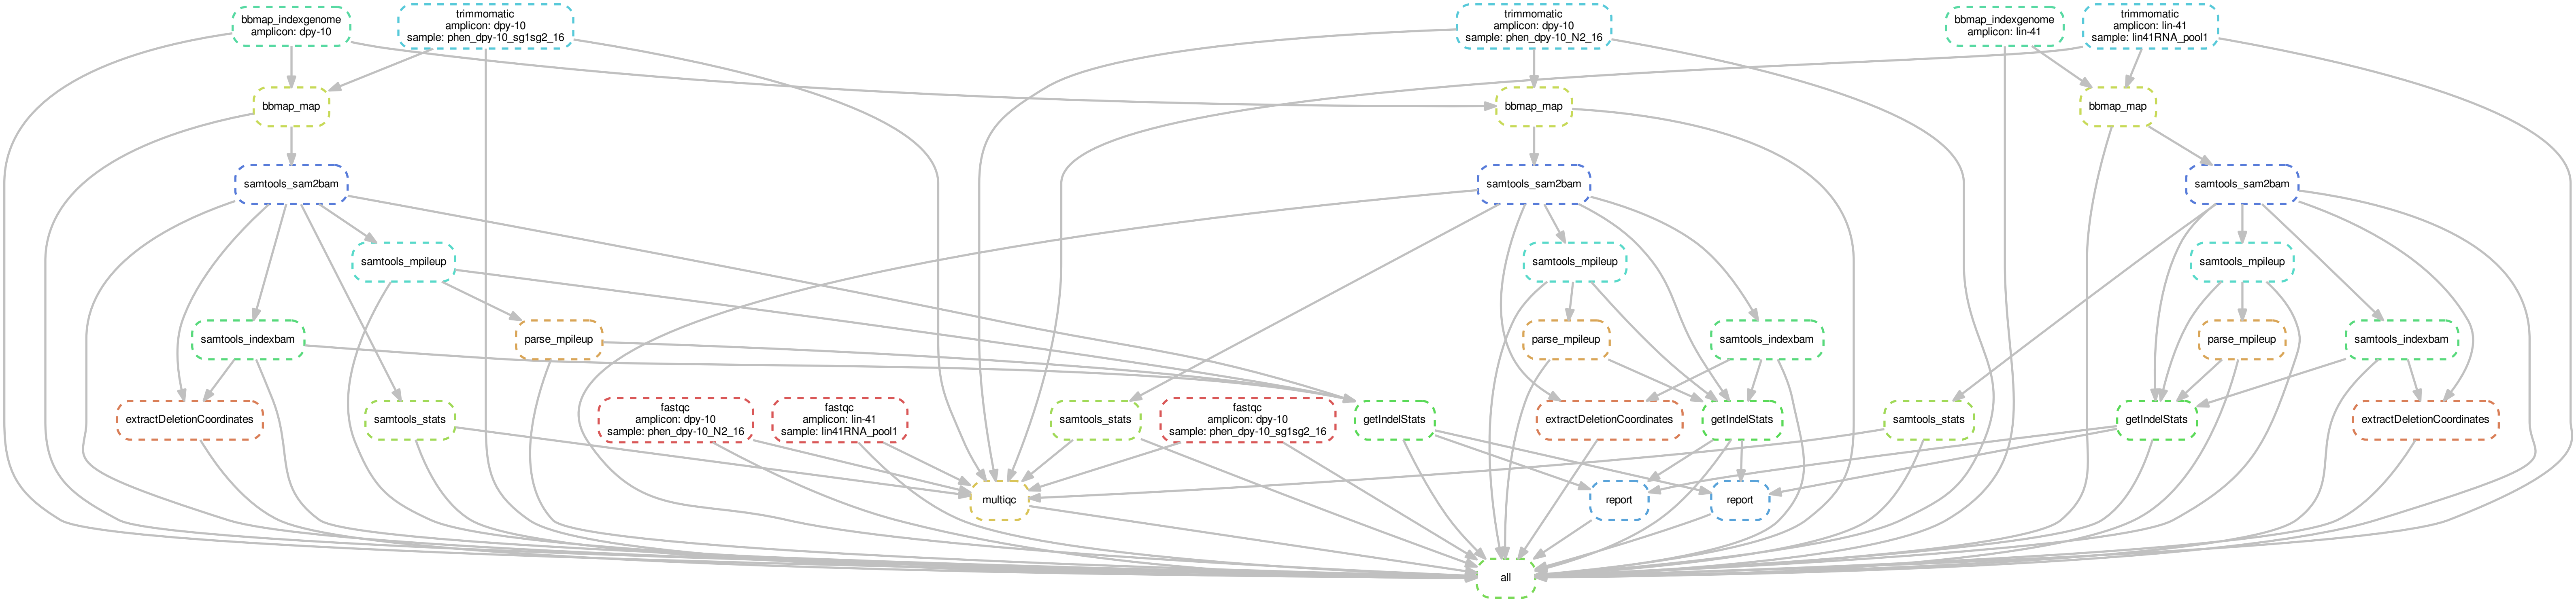 bbmap_indexgenome
amplicon: dpy-10
trimmomatic
amplicon: dpy-10
sample: phen_dpy-10_sg1sg2_16
trimmomatic
amplicon: dpy-10
sample: phen_dpy-10_N2_16
bbmap_indexgenome
amplicon: lin-41
trimmomatic
amplicon: lin-41
sample: lin41RNA_pool1
bbmap_map
bbmap_map
bbmap_map
samtools_sam2bam
samtools_sam2bam
samtools_sam2bam
samtools_mpileup
samtools_mpileup
samtools_mpileup
samtools_indexbam
parse_mpileup
parse_mpileup
samtools_indexbam
parse_mpileup
samtools_indexbam
extractDeletionCoordinates
samtools_stats
fastqc
amplicon: dpy-10
sample: phen_dpy-10_N2_16
fastqc
amplicon: lin-41
sample: lin41RNA_pool1
samtools_stats
fastqc
amplicon: dpy-10
sample: phen_dpy-10_sg1sg2_16
getIndelStats
extractDeletionCoordinates
getIndelStats
samtools_stats
getIndelStats
extractDeletionCoordinates
multiqc
report
report
all